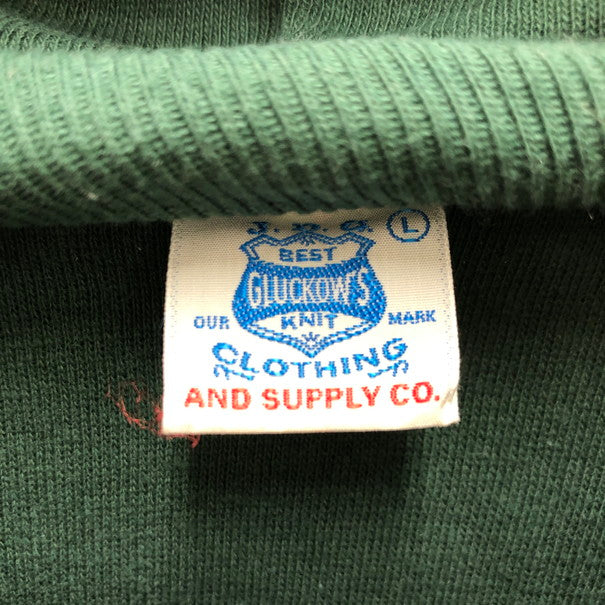 J.B.G. L
BEST
GLUCKOW'S
OUR KNIT MARK
CLOTHING
AND SUPPLY CO.